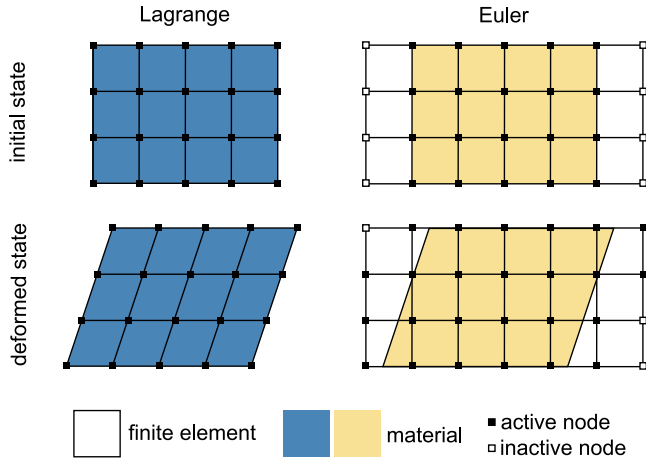 Lagrange
Euler
initial state
deformed state
finite element
material
active node
inactive node